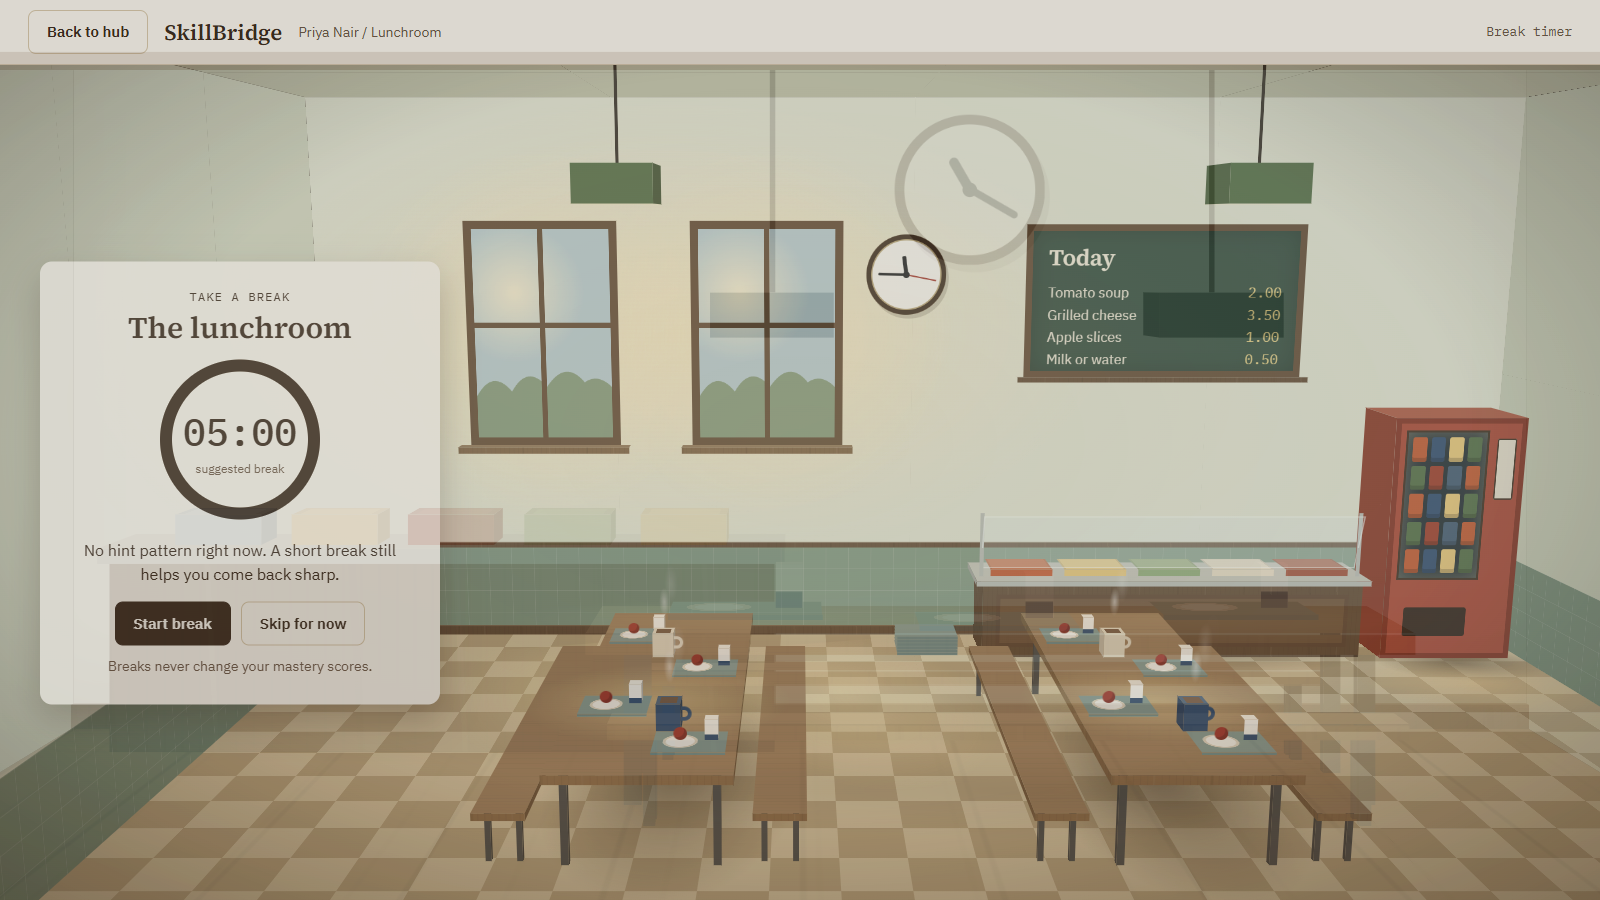 Back to hub
SkillBridge
Priya Nair / Lunchroom
Break timer
TAKE A BREAK
The lunchroom
05:00
suggested break
No hint pattern right now. A short break still
helps you come back sharp.
Start break
Skip for now
Breaks never change your mastery scores.
Today
Tomato soup 2.00
Grilled cheese 3.50
Apple slices 1.00
Milk or water 0.50